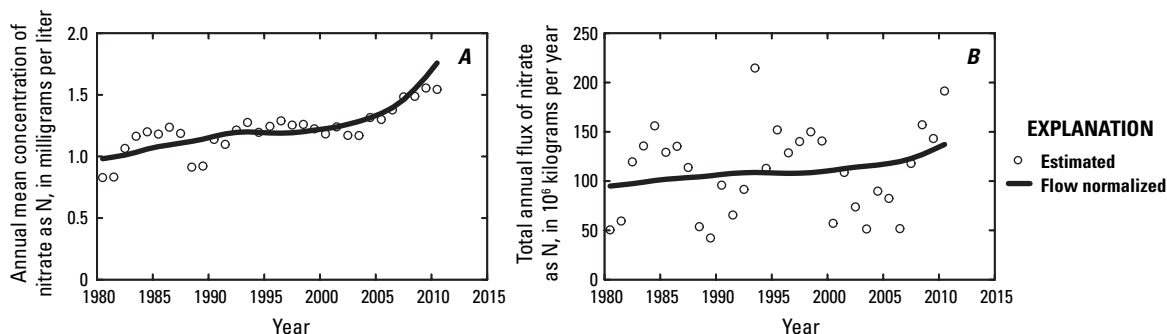 Annual mean concentration of
nitrate as N, in milligrams per liter
2.0
1.5
1.0
0.5
0
A
1980 1985 1990 1995 2000 2005 2010 2015
Year
Total annual flux of nitrate
as N, in 10⁶ kilograms per year
250
200
150
100
50
0
B
1980 1985 1990 1995 2000 2005 2010 2015
Year
EXPLANATION
Estimated
Flow normalized